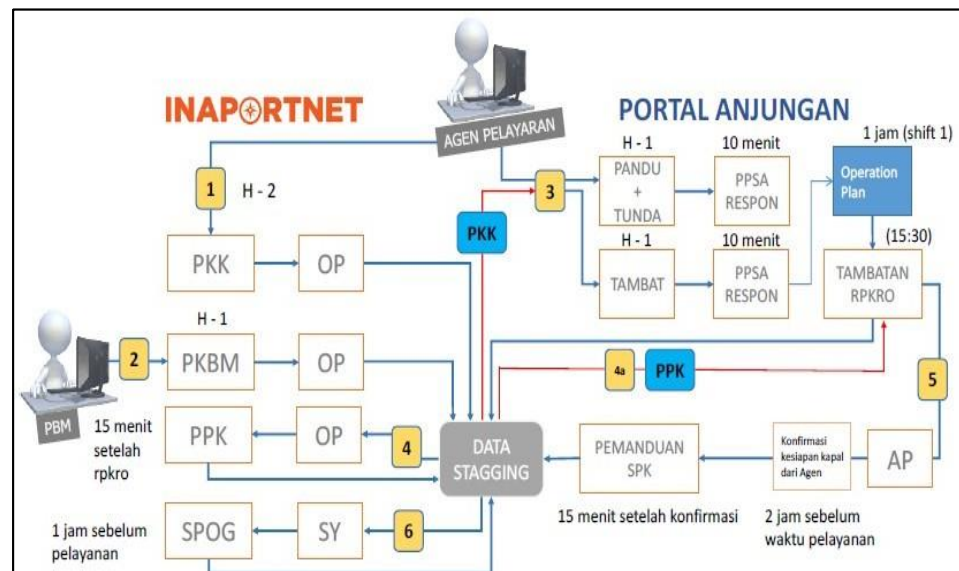 INAPORTNET
AGEN PELAYARAN
PORTAL ANJUNGAN
1
H - 2
PKK
OP
2
H - 1
PKBM
OP
PBM
15 menit
setelah
rpkro
PPK
OP
4
DATA
STAGGING
1 jam sebelum
pelayanan
SPOG
SY
6
PKK
3
H - 1
PANDU
+
TUNDA
10 menit
PPSA
RESPON
H - 1
TAMBAT
10 menit
PPSA
RESPON
1 jam (shift 1)
Operation
Plan
(15:30)
TAMBATAN
RPKRO
4a
PPK
5
PEMANDUAN
SPK
Konfirmasi
kesiapan kapal
dari Agen
AP
15 menit setelah konfirmasi
2 jam sebelum
waktu pelayanan